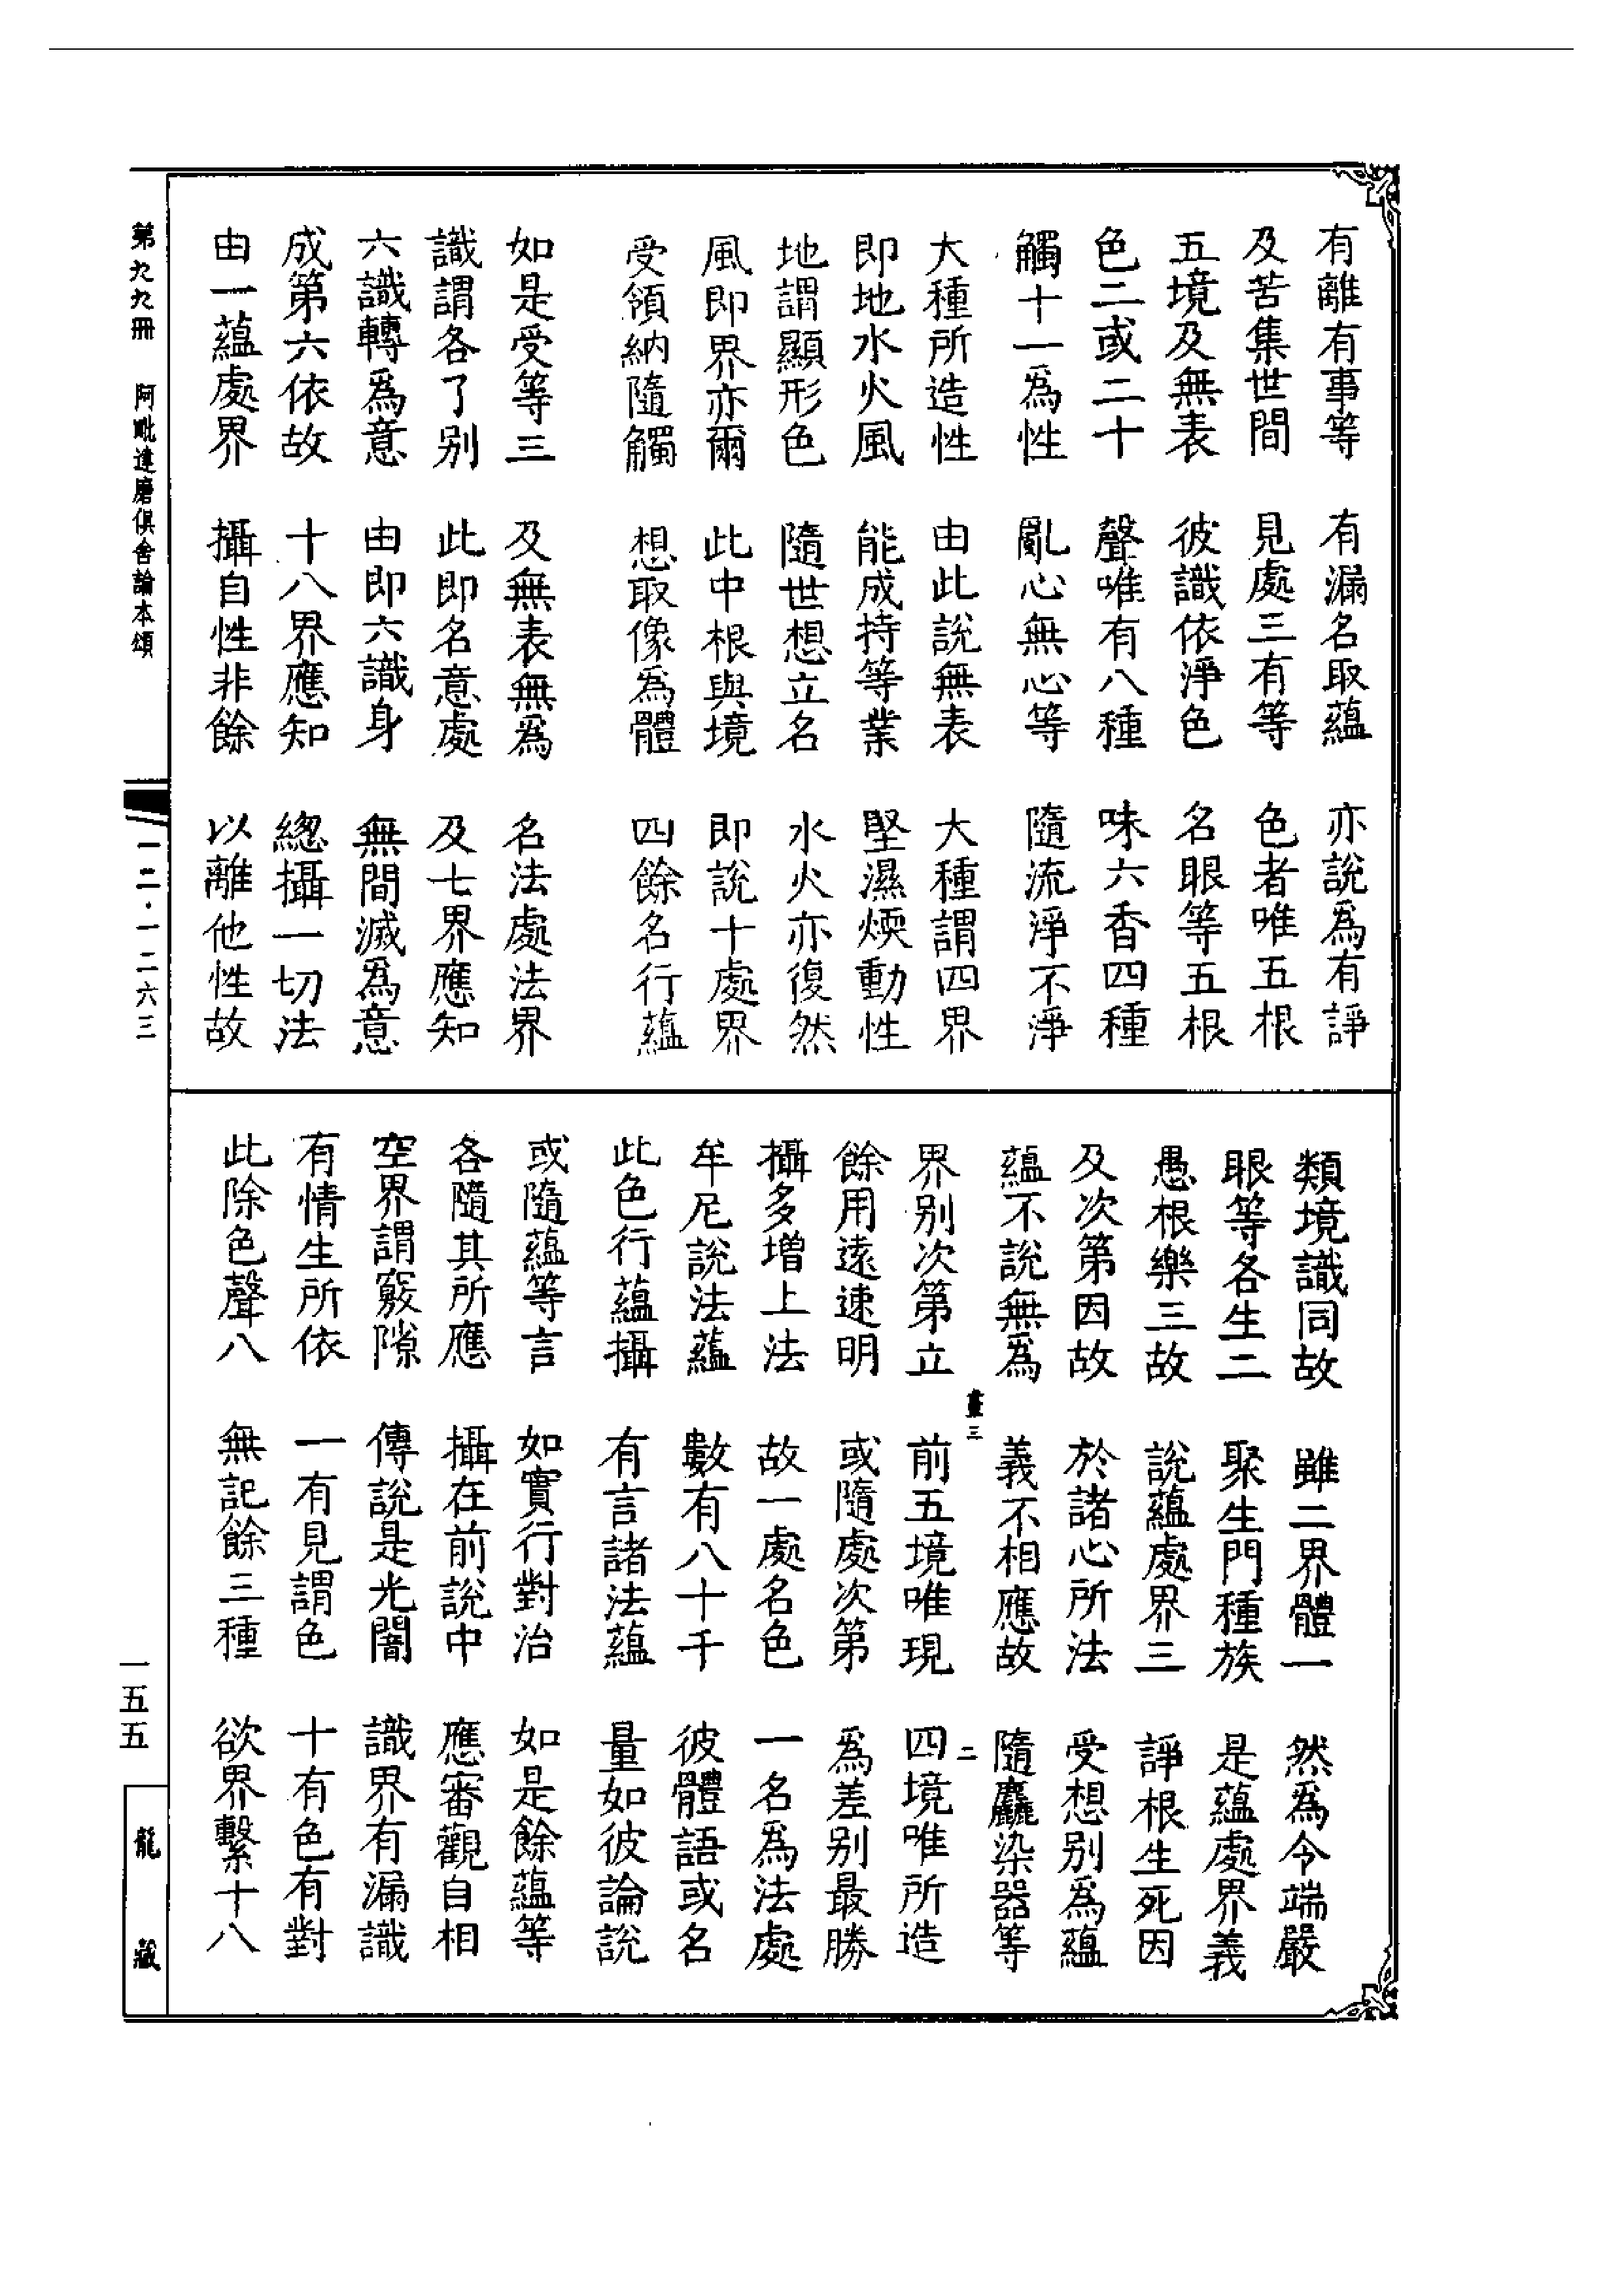 有離有事等　有漏名取蘊　亦說爲有諍
及苦集世間　見處三有等　色者唯五根
五境及無表　彼識依淨色　名眼等五根
色二或二十　聲唯有八種　味六香四種
觸十一爲性　亂心無心等　隨流淨不淨
大種所造性　由此說無表　大種謂四界
即地水火風　能成持等業　堅濕煖動性
地謂顯形色　隨世想立名　水火亦復然
風即界亦爾　此中根與境　即說十處界
受領納隨觸　想取像爲體　四餘名行蘊
如是受等三　及無表無爲　名法處法界
識謂各了别　此即名意處　及七界應知
六識轉爲意　由即六識身　無間滅爲意
成第六依故　十八界應知　緫攝一切法
由一蘊處界　攝自性非餘　以離他性故
類境識同故　雖二界體一　然爲今端嚴
眼等各生二　聚生門種族　是蘊處界義
愚根樂三故　說蘊處界三　諍根生死因
及次第因故　於諸心所法　受想别爲蘊
蘊不說無爲　義不相應故　隨麤染器等
畫三　二
界别次第立　前五境唯現　四境唯所造
餘用遠速明　或隨處次第　爲差别最勝
攝多增上法　故一處名色　一名爲法處
牟尼說法蘊　數有八十千　彼體語或名
此色行蘊攝　有言諸法蘊　量如彼論說
或隨蘊等言　如實行對治　如是餘蘊等
各隨其所應　攝在前說中　應審觀自相
空界謂竅隙　傳說是光闇　識界有漏識
有情生所依　一有見謂色　十有色有對
此除色聲八　無記餘三種　欲界繫十八
第九九冊　阿毗達磨俱舍論本頌
一二·一二六三
一五五
龍藏